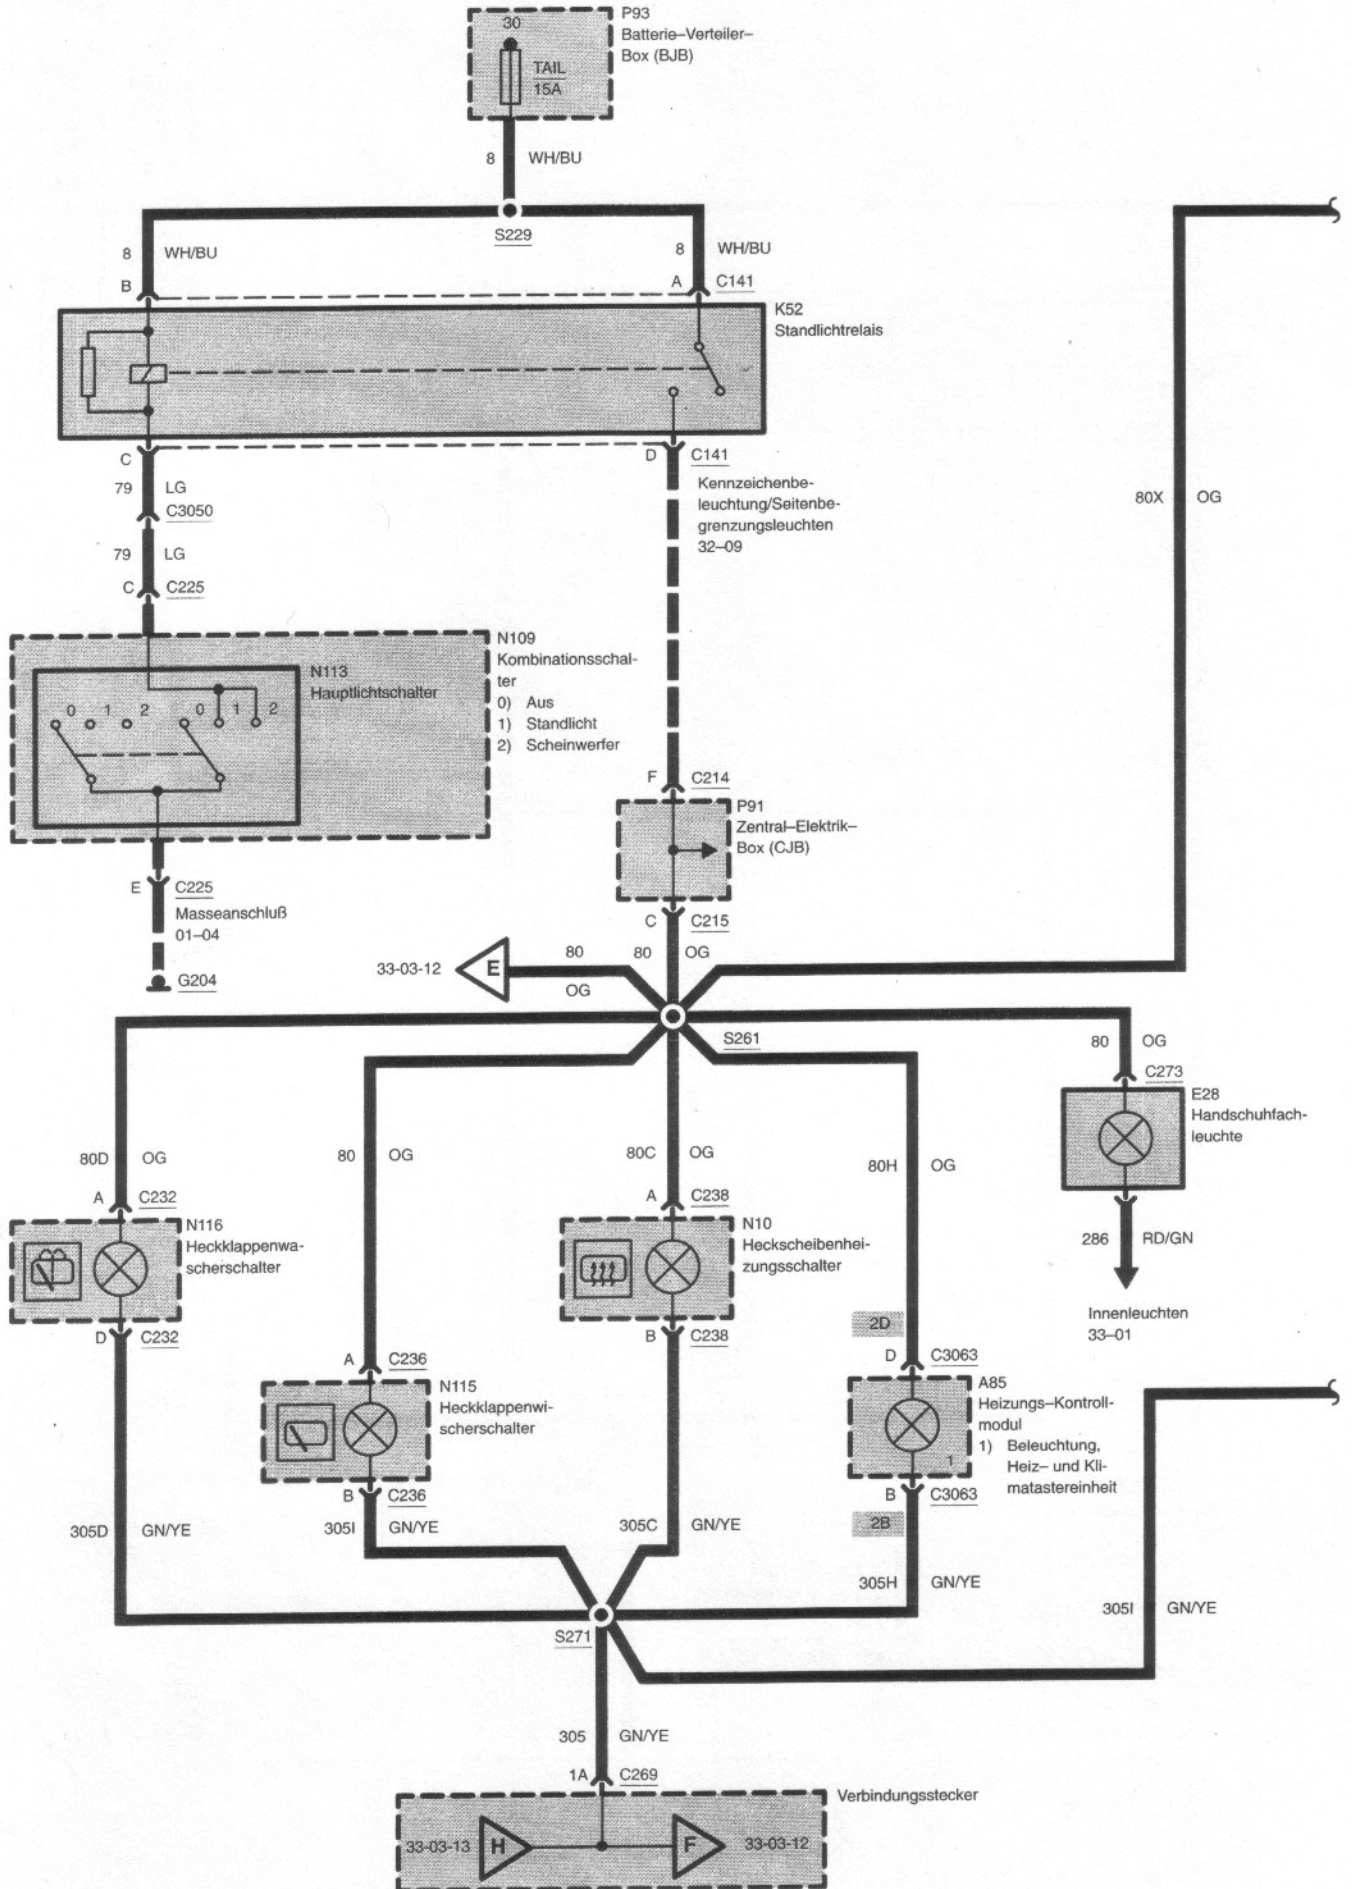 P93
30
Batterie–Verteiler–
Box (BJB)
TAIL
15A
8 WH/BU
S229
8 WH/BU
8 WH/BU
B
A C141
K52
Standlichtrelais
C
D C141
79 LG
C3050
Kennzeichenbe-
leuchtung/Seitenbe-
grenzungsleuchten
32–09
80X OG
79 LG
C C225
N109
Kombinationsschal-
ter
0) Aus
1) Standlicht
2) Scheinwerfer
N113
Hauptlichtschalter
0 1 2 0 1 2
F C214
P91
Zentral–Elektrik–
Box (CJB)
E C225
Masseanschluß
01–04
G204
C C215
80 80 OG
33-03-12 E
OG
S261
80 OG
C273
E28
Handschuhfach-
leuchte
80D OG
80 OG
80C OG
80H OG
A C232
A C238
N116
Heckklappenwa-
scherschalter
N10
Heckscheibenhei-
zungsschalter
286 RD/GN
Innenleuchten
33–01
D C232
B C238
2D
A C236
D C3063
N115
Heckklappenwi-
scherschalter
A85
Heizungs–Kontroll-
modul
1) Beleuchtung,
Heiz– und Kli-
matastereinheit
1
B C236
B C3063
2B
305D GN/YE
305I GN/YE
305C GN/YE
305H GN/YE
305I GN/YE
S271
305 GN/YE
1A C269
Verbindungsstecker
33-03-13 H F 33-03-12